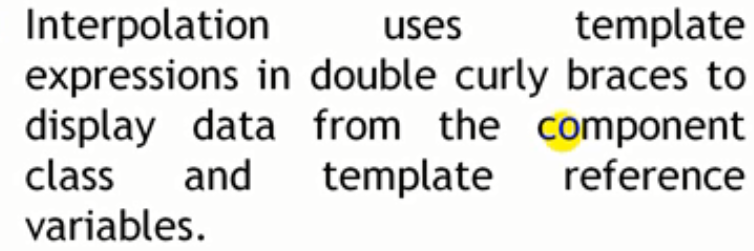 Interpolation uses template
expressions in double curly braces to
display data from the component
class and template reference
variables.